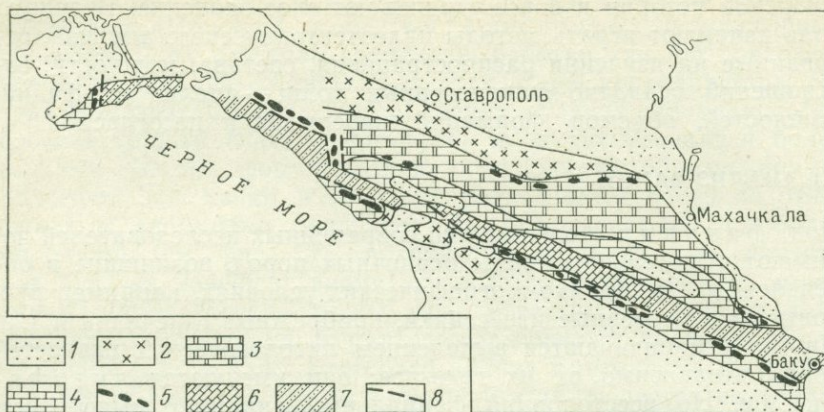 Ставрополь
ЧЕРНОЕ МОРЕ
Махачкала
Баку
1 2 3
4 5 6 7 8